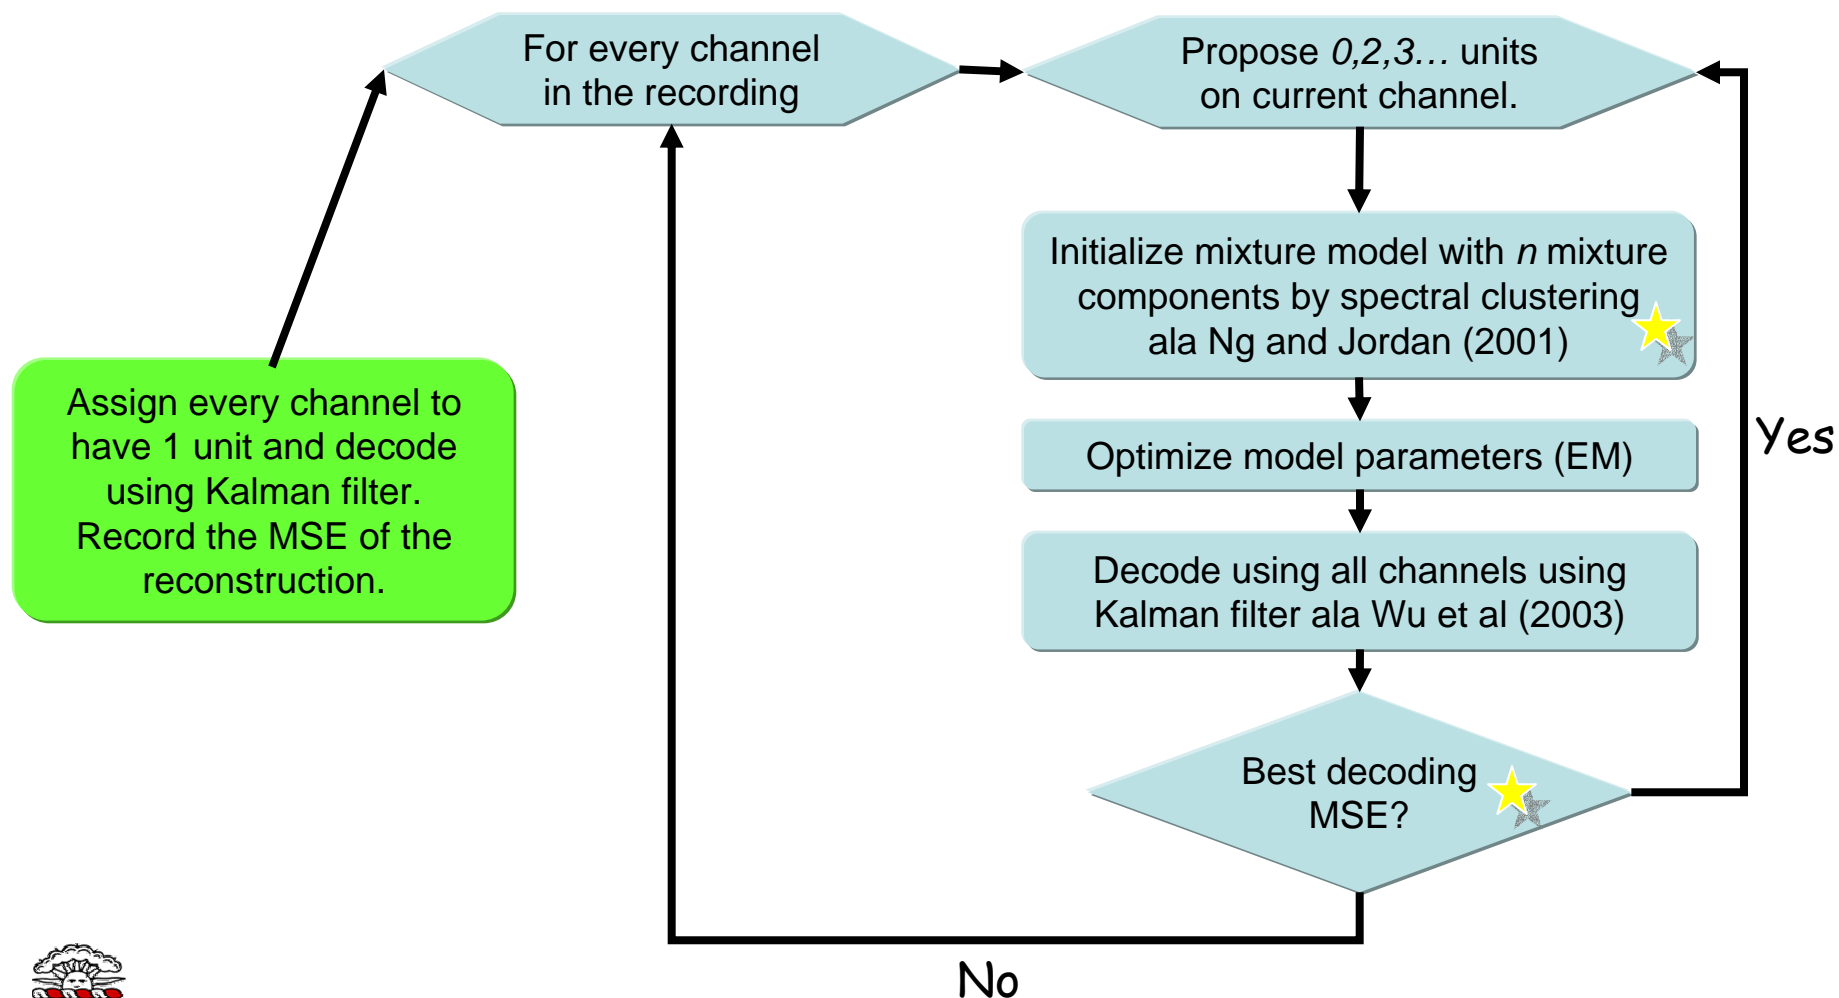 For every channel
in the recording
Propose 0,2,3... units
on current channel.
Initialize mixture model with n mixture
components by spectral clustering
ala Ng and Jordan (2001)
Assign every channel to
have 1 unit and decode
using Kalman filter.
Record the MSE of the
reconstruction.
Optimize model parameters (EM)
Yes
Decode using all channels using
Kalman filter ala Wu et al (2003)
Best decoding
MSE?
No